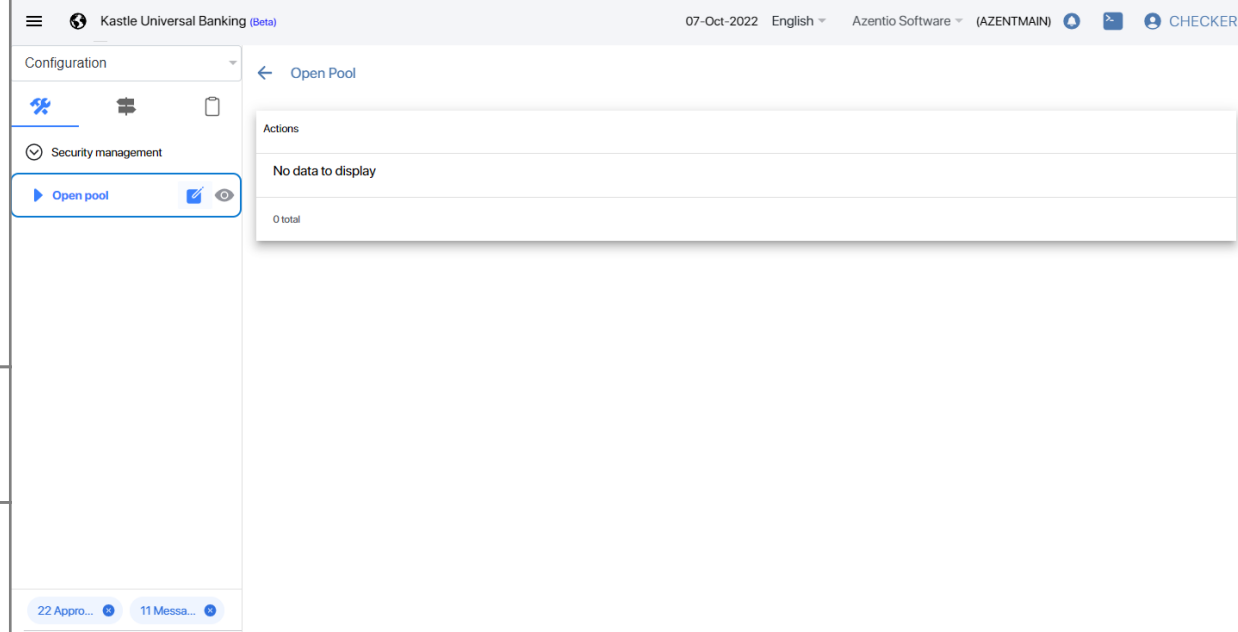 Kastle Universal Banking (Beta)
07-Oct-2022 English Azentio Software (AZENTMAIN) CHECKER
Configuration
Open Pool
Security management
Open pool
Actions
No data to display
0 total
22 Appro... 11 Messa...